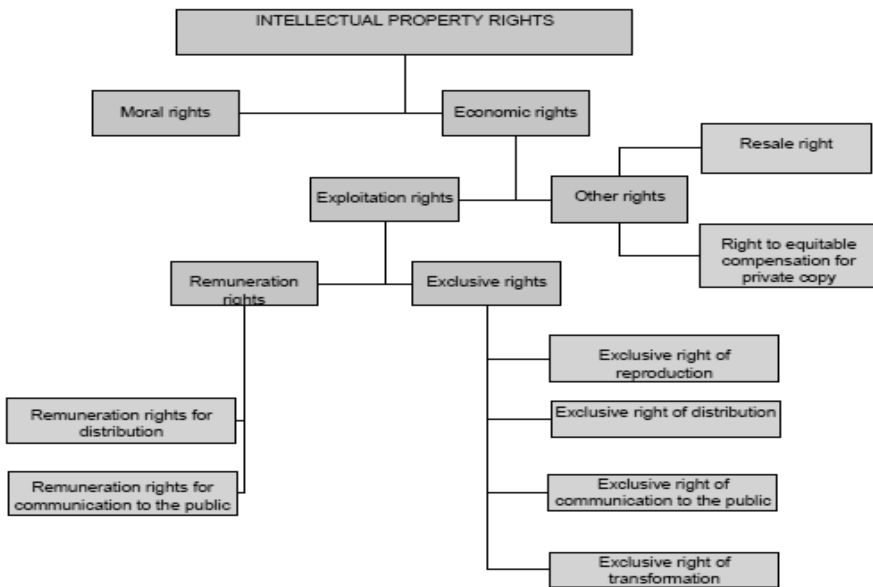 INTELLECTUAL PROPERTY RIGHTS
Moral rights
Economic rights
Resale right
Exploitation rights
Other rights
Right to equitable
compensation for
private copy
Remuneration
rights
Exclusive rights
Exclusive right of
reproduction
Remuneration rights for
distribution
Exclusive right of distribution
Remuneration rights for
communication to the public
Exclusive right of
communication to the public
Exclusive right of
transformation